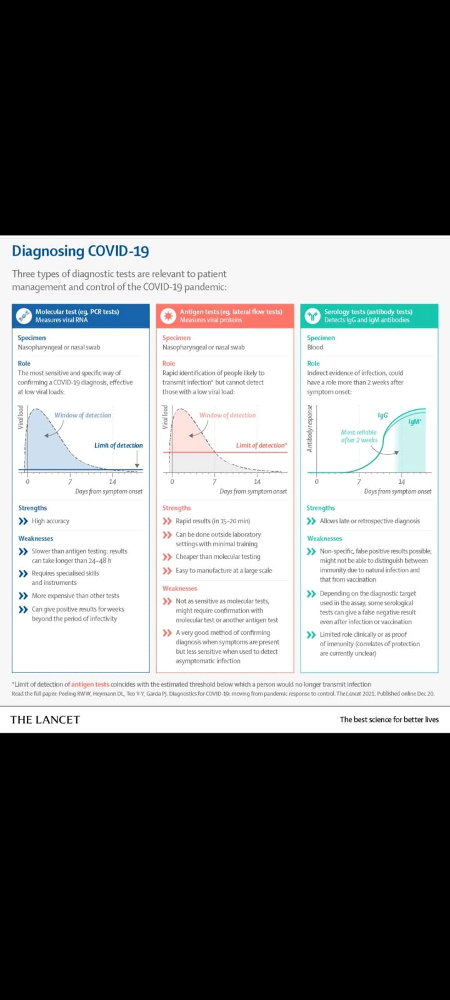 Diagnosing COVID-19
Three types of diagnostic tests are relevant to patient
management and control of the COVID-19 pandemic:
Molecular test (eg, PCR tests)
Measures viral RNA
Specimen
Nasopharyngeal or nasal swab
Role
The most sensitive and specific way of
confirming a COVID-19 diagnosis, effective
at low viral loads:
Viral load
Window of detection
Limit of detection
0 7 14
Days from symptom onset
Strengths
High accuracy
Weaknesses
Slower than antigen testing: results
can take longer than 24–48 h
Requires specialised skills
and instruments
More expensive than other tests
Can give positive results for weeks
beyond the period of infectivity
Antigen tests (eg, lateral flow tests)
Measures viral proteins
Specimen
Nasopharyngeal or nasal swab
Role
Rapid identification of people likely to
transmit infection* but cannot detect
those with a low viral load:
Viral load
Window of detection
Limit of detection*
0 7 14
Days from symptom onset
Strengths
Rapid results (in 15–20 min)
Can be done outside laboratory
settings with minimal training
Cheaper than molecular testing
Easy to manufacture at a large scale
Weaknesses
Not as sensitive as molecular tests,
might require confirmation with
molecular test or another antigen test
A very good method of confirming
diagnosis when symptoms are present
but less sensitive when used to detect
asymptomatic infection
Serology tests (antibody tests)
Detects IgG and IgM antibodies
Specimen
Blood
Role
Indirect evidence of infection, could
have a role more than 2 weeks after
symptom onset:
Antibody response
IgG
IgM+
Most reliable
after 2 weeks
0 7 14
Days from symptom onset
Strengths
Allows late or retrospective diagnosis
Weaknesses
Non-specific, false positive results possible;
might not be able to distinguish between
immunity due to natural infection and
that from vaccination
Depending on the diagnostic target
used in the assay, some serological
tests can give a false negative result
even after infection or vaccination
Limited role clinically or as proof
of immunity (correlates of protection
are currently unclear)
*Limit of detection of antigen tests coincides with the estimated threshold below which a person would no longer transmit infection
Read the full paper: Peeling RWW, Heymann DL, Teo Y-Y, Garcia PJ. Diagnostics for COVID-19: moving from pandemic response to control. The Lancet 2021. Published online Dec 20.
THE LANCET
The best science for better lives